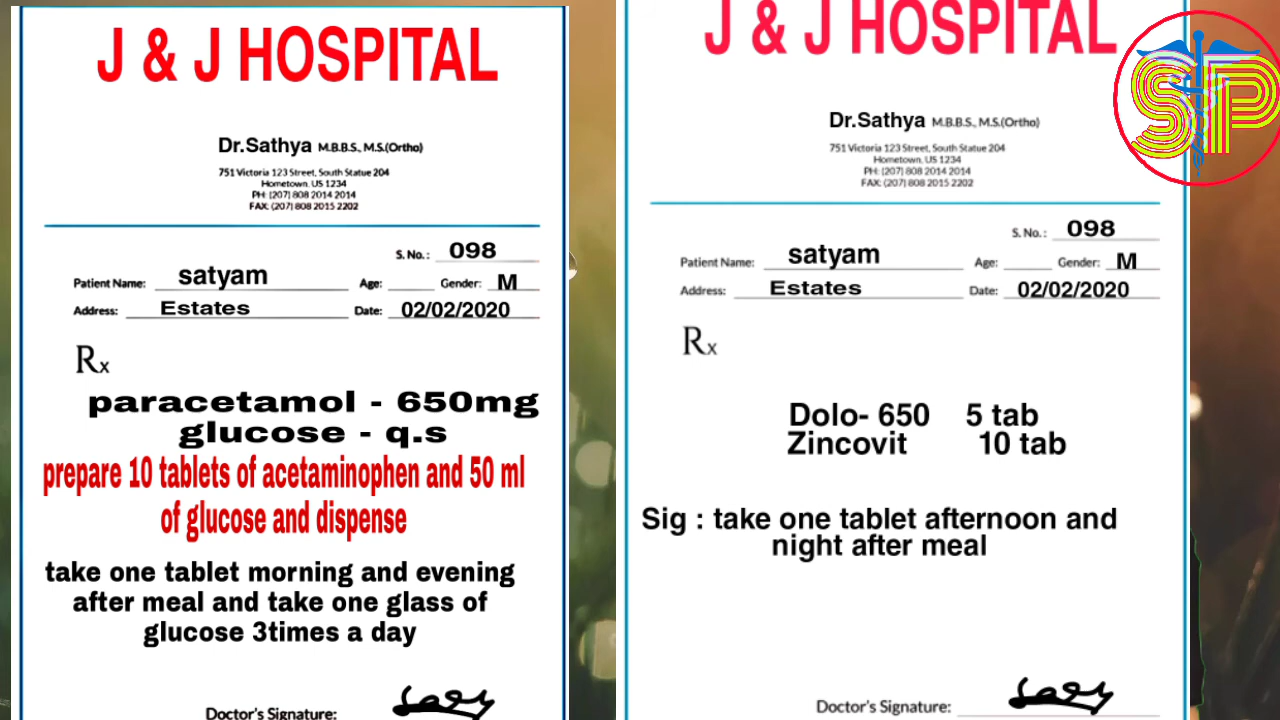 J & J HOSPITAL
Dr.Sathya M.B.B.S., M.S.(Ortho)
751 Victoria 123 Street, South Statue 204
Hometown, US 1234
PH: (207) 808 2014 2014
FAX: (207) 808 2015 2202
S. No.: 098
Patient Name: satyam Age: Gender: M
Address: Estates Date: 02/02/2020
Rx
paracetamol - 650mg
glucose - q.s
prepare 10 tablets of acetaminophen and 50 ml
of glucose and dispense
take one tablet morning and evening
after meal and take one glass of
glucose 3times a day
Doctor's Signature:
J & J HOSPITAL
Dr.Sathya M.B.B.S., M.S.(Ortho)
751 Victoria 123 Street, South Statue 204
Hometown, US 1234
PH: (207) 808 2014 2014
FAX: (207) 808 2015 2202
S. No.: 098
Patient Name: satyam Age: Gender: M
Address: Estates Date: 02/02/2020
Rx
Dolo- 650 5 tab
Zincovit 10 tab
Sig : take one tablet afternoon and
night after meal
Doctor's Signature:
SP